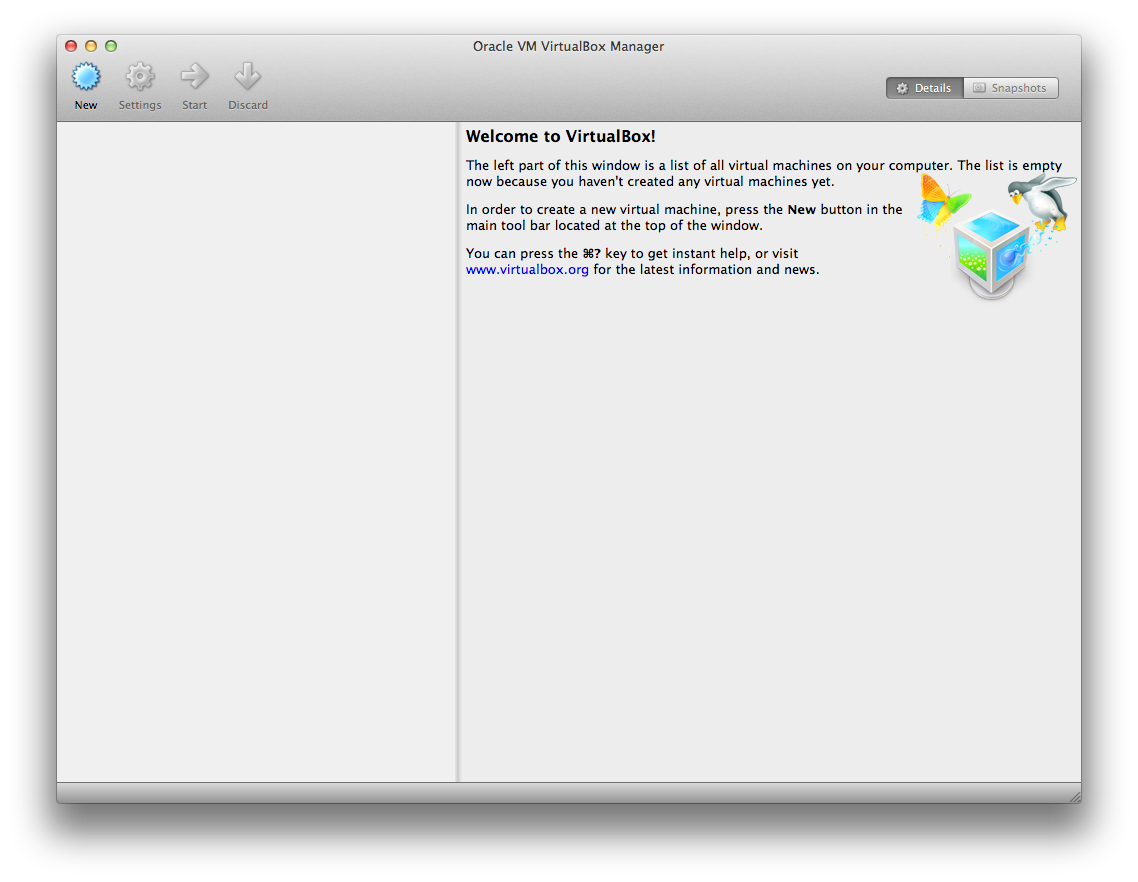 Oracle VM VirtualBox Manager
New
Settings
Start
Discard
Details
Snapshots
Welcome to VirtualBox!
The left part of this window is a list of all virtual machines on your computer. The list is empty
now because you haven't created any virtual machines yet.
In order to create a new virtual machine, press the New button in the
main tool bar located at the top of the window.
You can press the ⌘? key to get instant help, or visit
www.virtualbox.org for the latest information and news.